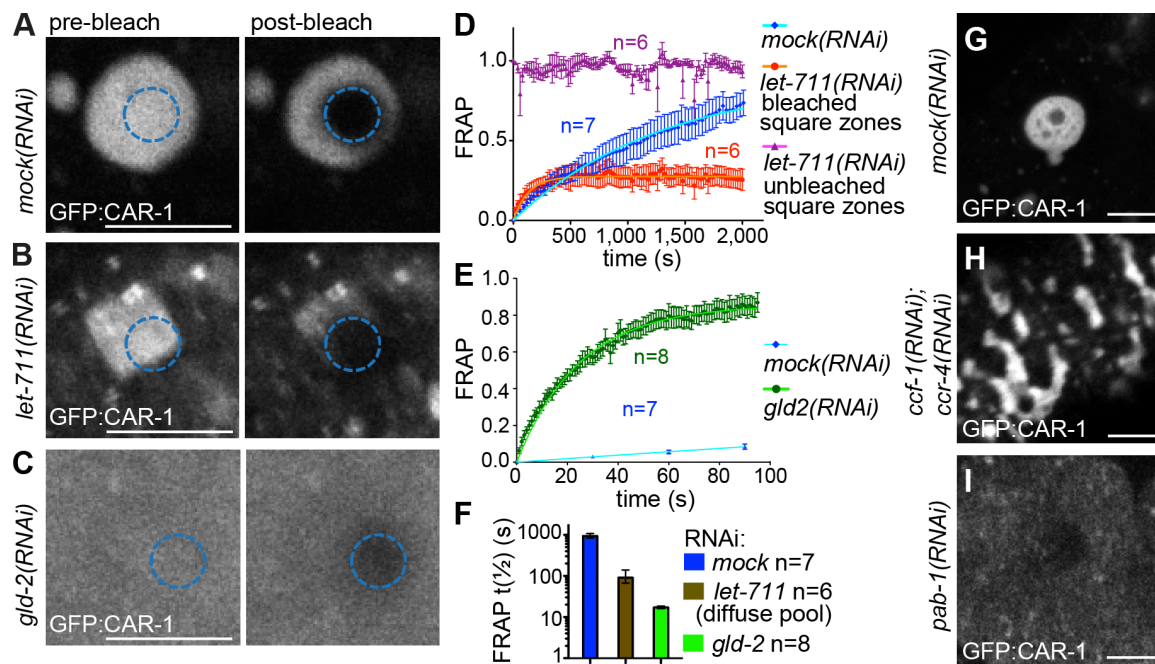 A pre-bleach post-bleach
mock(RNAi)
GFP:CAR-1
B
let-711(RNAi)
GFP:CAR-1
C
gld-2(RNAi)
GFP:CAR-1
D
FRAP
1.0
0.5
0.0
0 500 1,000 1,500 2,000
time (s)
n=6
n=7
n=6
mock(RNAi)
let-711(RNAi)
bleached
square zones
let-711(RNAi)
unbleached
square zones
E
FRAP
1.0
0.8
0.6
0.4
0.2
0.0
0 20 40 60 80 100
time (s)
n=8
n=7
mock(RNAi)
gld2(RNAi)
F
FRAP t(½) (s)
1000
100
10
1
RNAi:
mock n=7
let-711 n=6
(diffuse pool)
gld-2 n=8
G
mock(RNAi)
GFP:CAR-1
H
ccf-1(RNAi);
ccr-4(RNAi)
GFP:CAR-1
I
pab-1(RNAi)
GFP:CAR-1